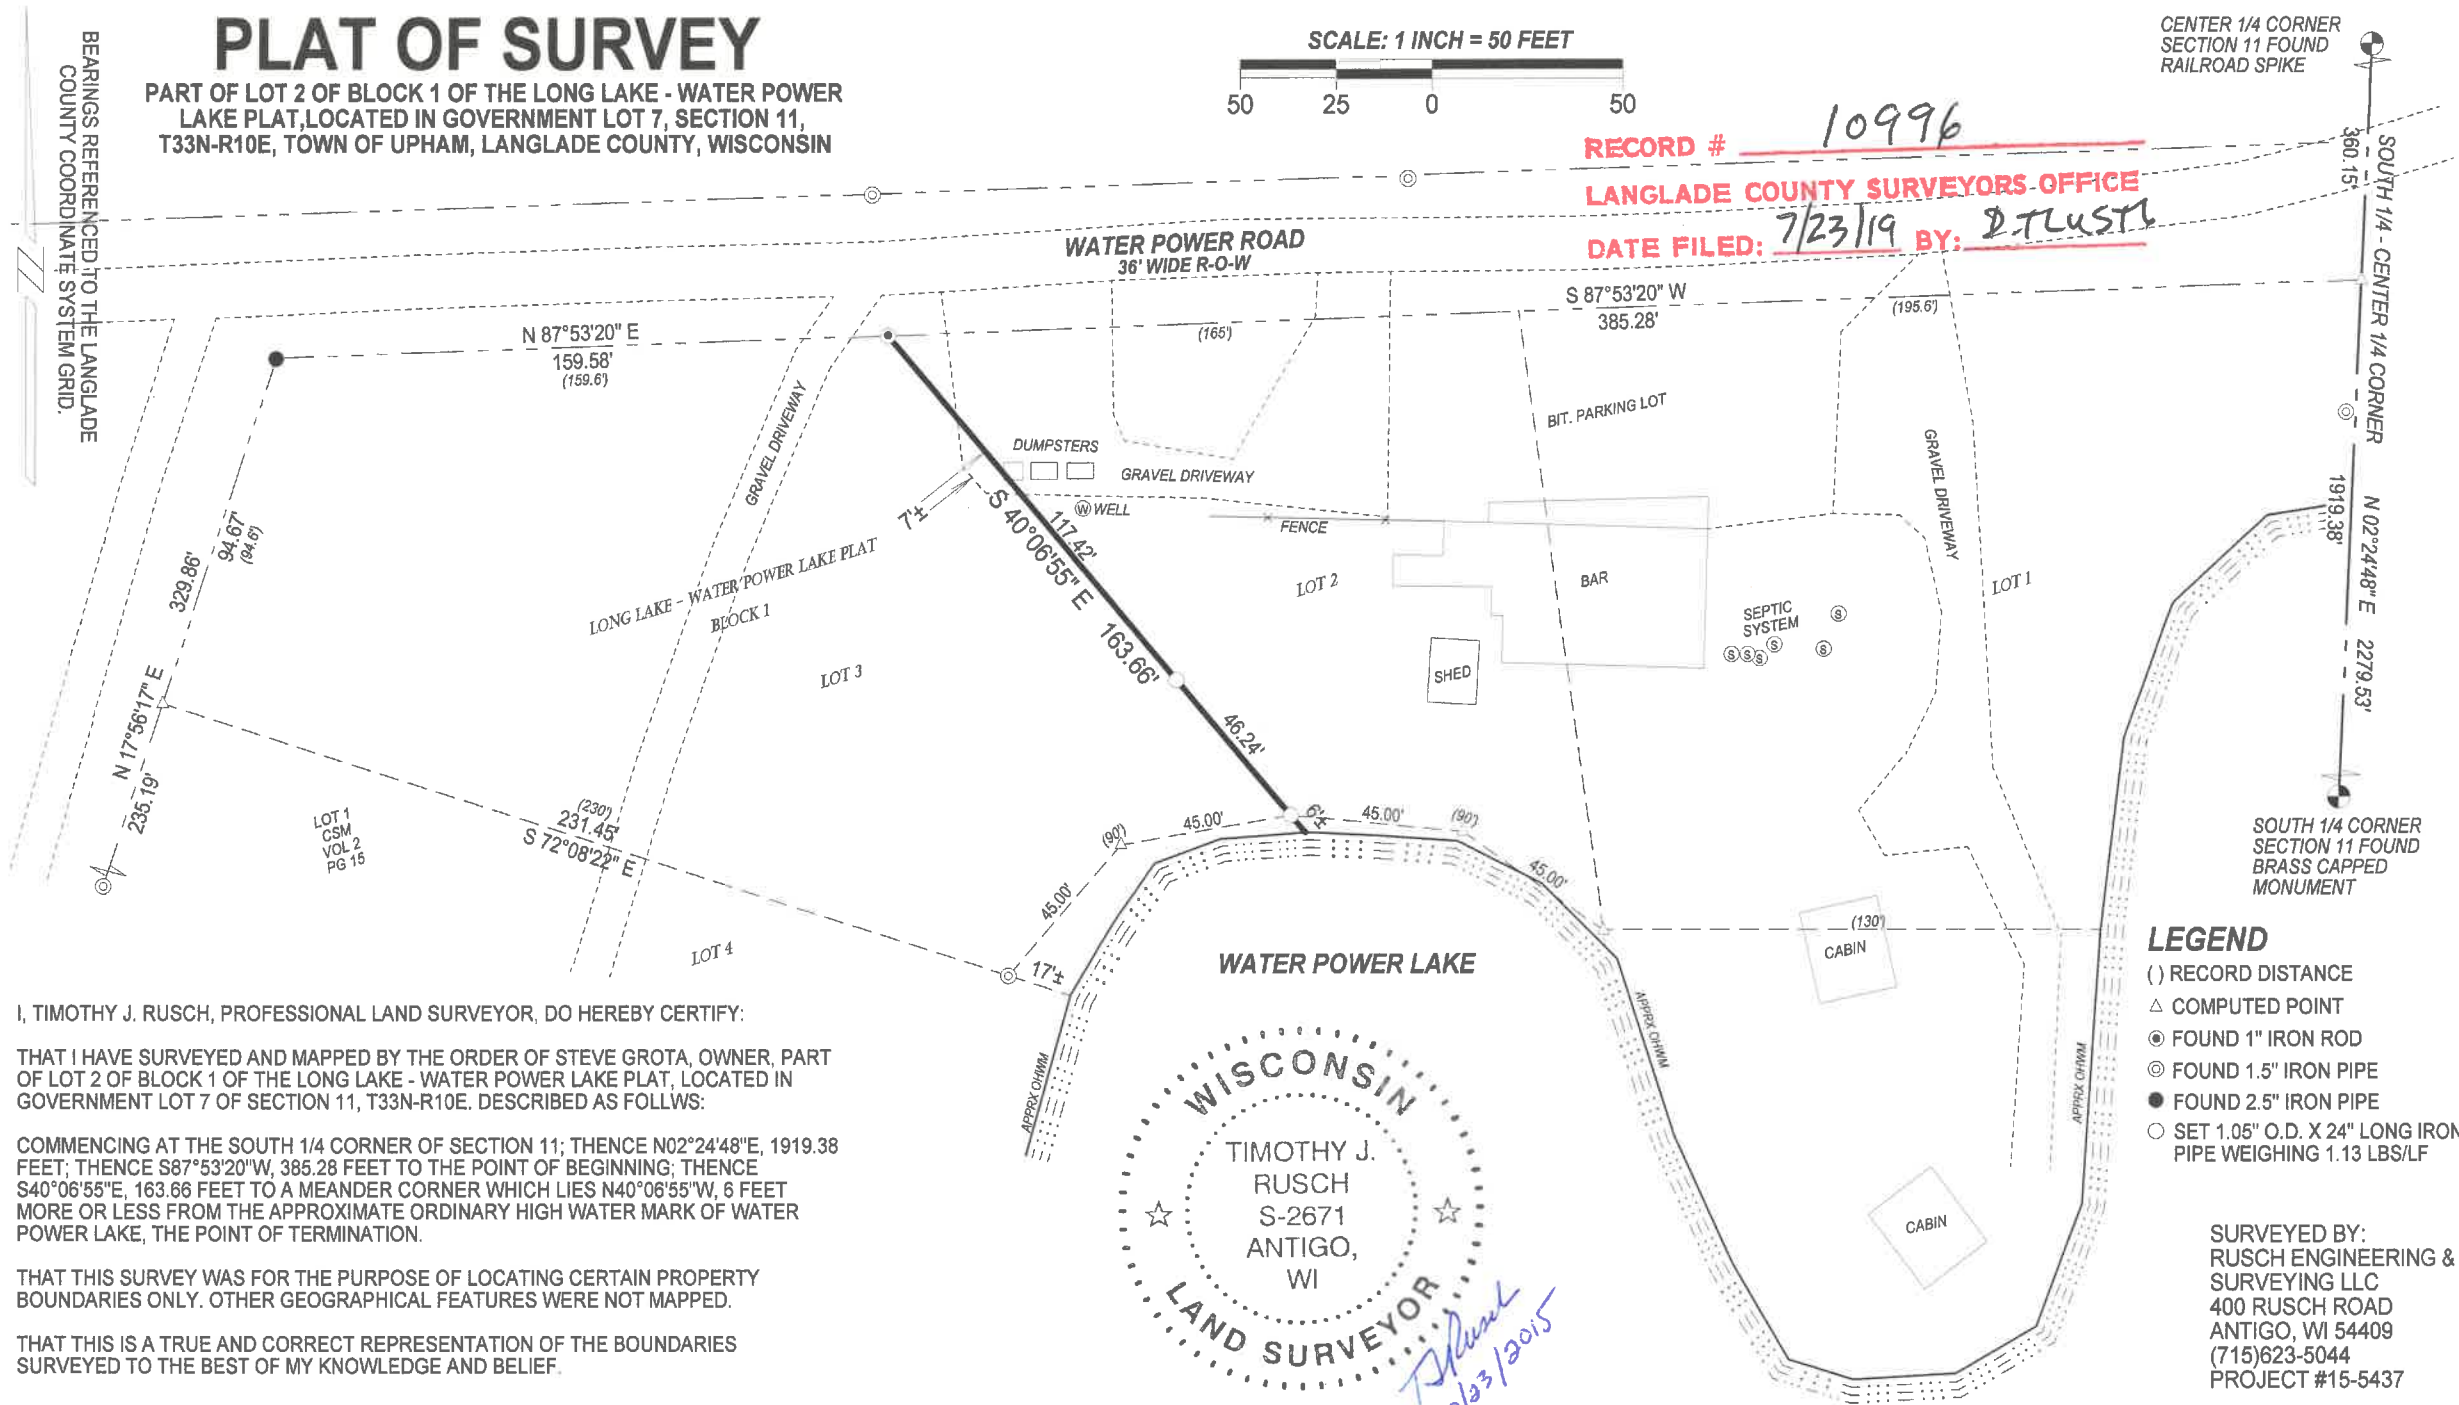 PLAT OF SURVEY
PART OF LOT 2 OF BLOCK 1 OF THE LONG LAKE - WATER POWER
LAKE PLAT,LOCATED IN GOVERNMENT LOT 7, SECTION 11,
T33N-R10E, TOWN OF UPHAM, LANGLADE COUNTY, WISCONSIN
BEARINGS REFERENCED TO THE LANGLADE
COUNTY COORDINATE SYSTEM GRID.
N
SCALE: 1 INCH = 50 FEET
50 25 0 50
RECORD # 10996
LANGLADE COUNTY SURVEYORS OFFICE
DATE FILED: 7/23/19 BY:
CENTER 1/4 CORNER
SECTION 11 FOUND
RAILROAD SPIKE
360.15'
SOUTH 1/4 - CENTER 1/4 CORNER
N 02°24'48" E 2279.53'
1919.38'
WATER POWER ROAD
36' WIDE R-O-W
N 87°53'20" E
159.58'
(159.6')
(165')
S 87°53'20" W
385.28'
(195.6')
GRAVEL DRIVEWAY
DUMPSTERS
GRAVEL DRIVEWAY
W WELL
FENCE
BIT. PARKING LOT
GRAVEL DRIVEWAY
7'±
S 40°06'55" E 163.66'
117.42'
46.24'
94.67'
(94.6')
329.86'
N 17°56'17" E
235.19'
LONG LAKE - WATER POWER LAKE PLAT
BLOCK 1
LOT 3
LOT 2
BAR
SHED
SEPTIC
SYSTEM
S
S
S
S
S
S
LOT 1
LOT 1
CSM
VOL 2
PG 15
(230')
231.45'
S 72°08'22" E
LOT 4
(90')
45.00'
6'±
45.00'
(90')
45.00'
45.00'
17'±
(130')
CABIN
CABIN
WATER POWER LAKE
APPRX OHWM
APPRX OHWM
APPRX OHWM
SOUTH 1/4 CORNER
SECTION 11 FOUND
BRASS CAPPED
MONUMENT
LEGEND
( ) RECORD DISTANCE
△ COMPUTED POINT
◉ FOUND 1" IRON ROD
◎ FOUND 1.5" IRON PIPE
● FOUND 2.5" IRON PIPE
○ SET 1.05" O.D. X 24" LONG IRON
PIPE WEIGHING 1.13 LBS/LF
I, TIMOTHY J. RUSCH, PROFESSIONAL LAND SURVEYOR, DO HEREBY CERTIFY:
THAT I HAVE SURVEYED AND MAPPED BY THE ORDER OF STEVE GROTA, OWNER, PART
OF LOT 2 OF BLOCK 1 OF THE LONG LAKE - WATER POWER LAKE PLAT, LOCATED IN
GOVERNMENT LOT 7 OF SECTION 11, T33N-R10E. DESCRIBED AS FOLLWS:
COMMENCING AT THE SOUTH 1/4 CORNER OF SECTION 11; THENCE N02°24'48"E, 1919.38
FEET; THENCE S87°53'20"W, 385.28 FEET TO THE POINT OF BEGINNING; THENCE
S40°06'55"E, 163.66 FEET TO A MEANDER CORNER WHICH LIES N40°06'55"W, 6 FEET
MORE OR LESS FROM THE APPROXIMATE ORDINARY HIGH WATER MARK OF WATER
POWER LAKE, THE POINT OF TERMINATION.
THAT THIS SURVEY WAS FOR THE PURPOSE OF LOCATING CERTAIN PROPERTY
BOUNDARIES ONLY. OTHER GEOGRAPHICAL FEATURES WERE NOT MAPPED.
THAT THIS IS A TRUE AND CORRECT REPRESENTATION OF THE BOUNDARIES
SURVEYED TO THE BEST OF MY KNOWLEDGE AND BELIEF.
WISCONSIN
TIMOTHY J.
RUSCH
S-2671
ANTIGO,
WI
LAND SURVEYOR
SURVEYED BY:
RUSCH ENGINEERING &
SURVEYING LLC
400 RUSCH ROAD
ANTIGO, WI 54409
(715)623-5044
PROJECT #15-5437